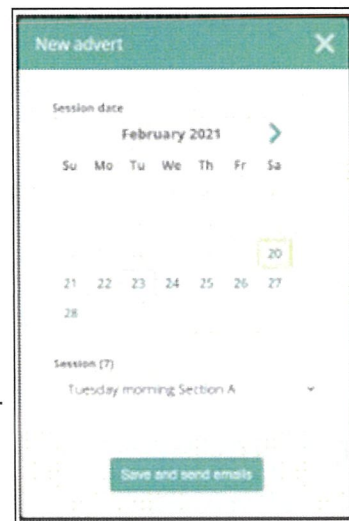 New advert
Session date
February 2021
Su Mo Tu We Th Fr Sa
20
21 22 23 24 25 26 27
28
Session (7)
Tuesday morning Section A
Save and send emails